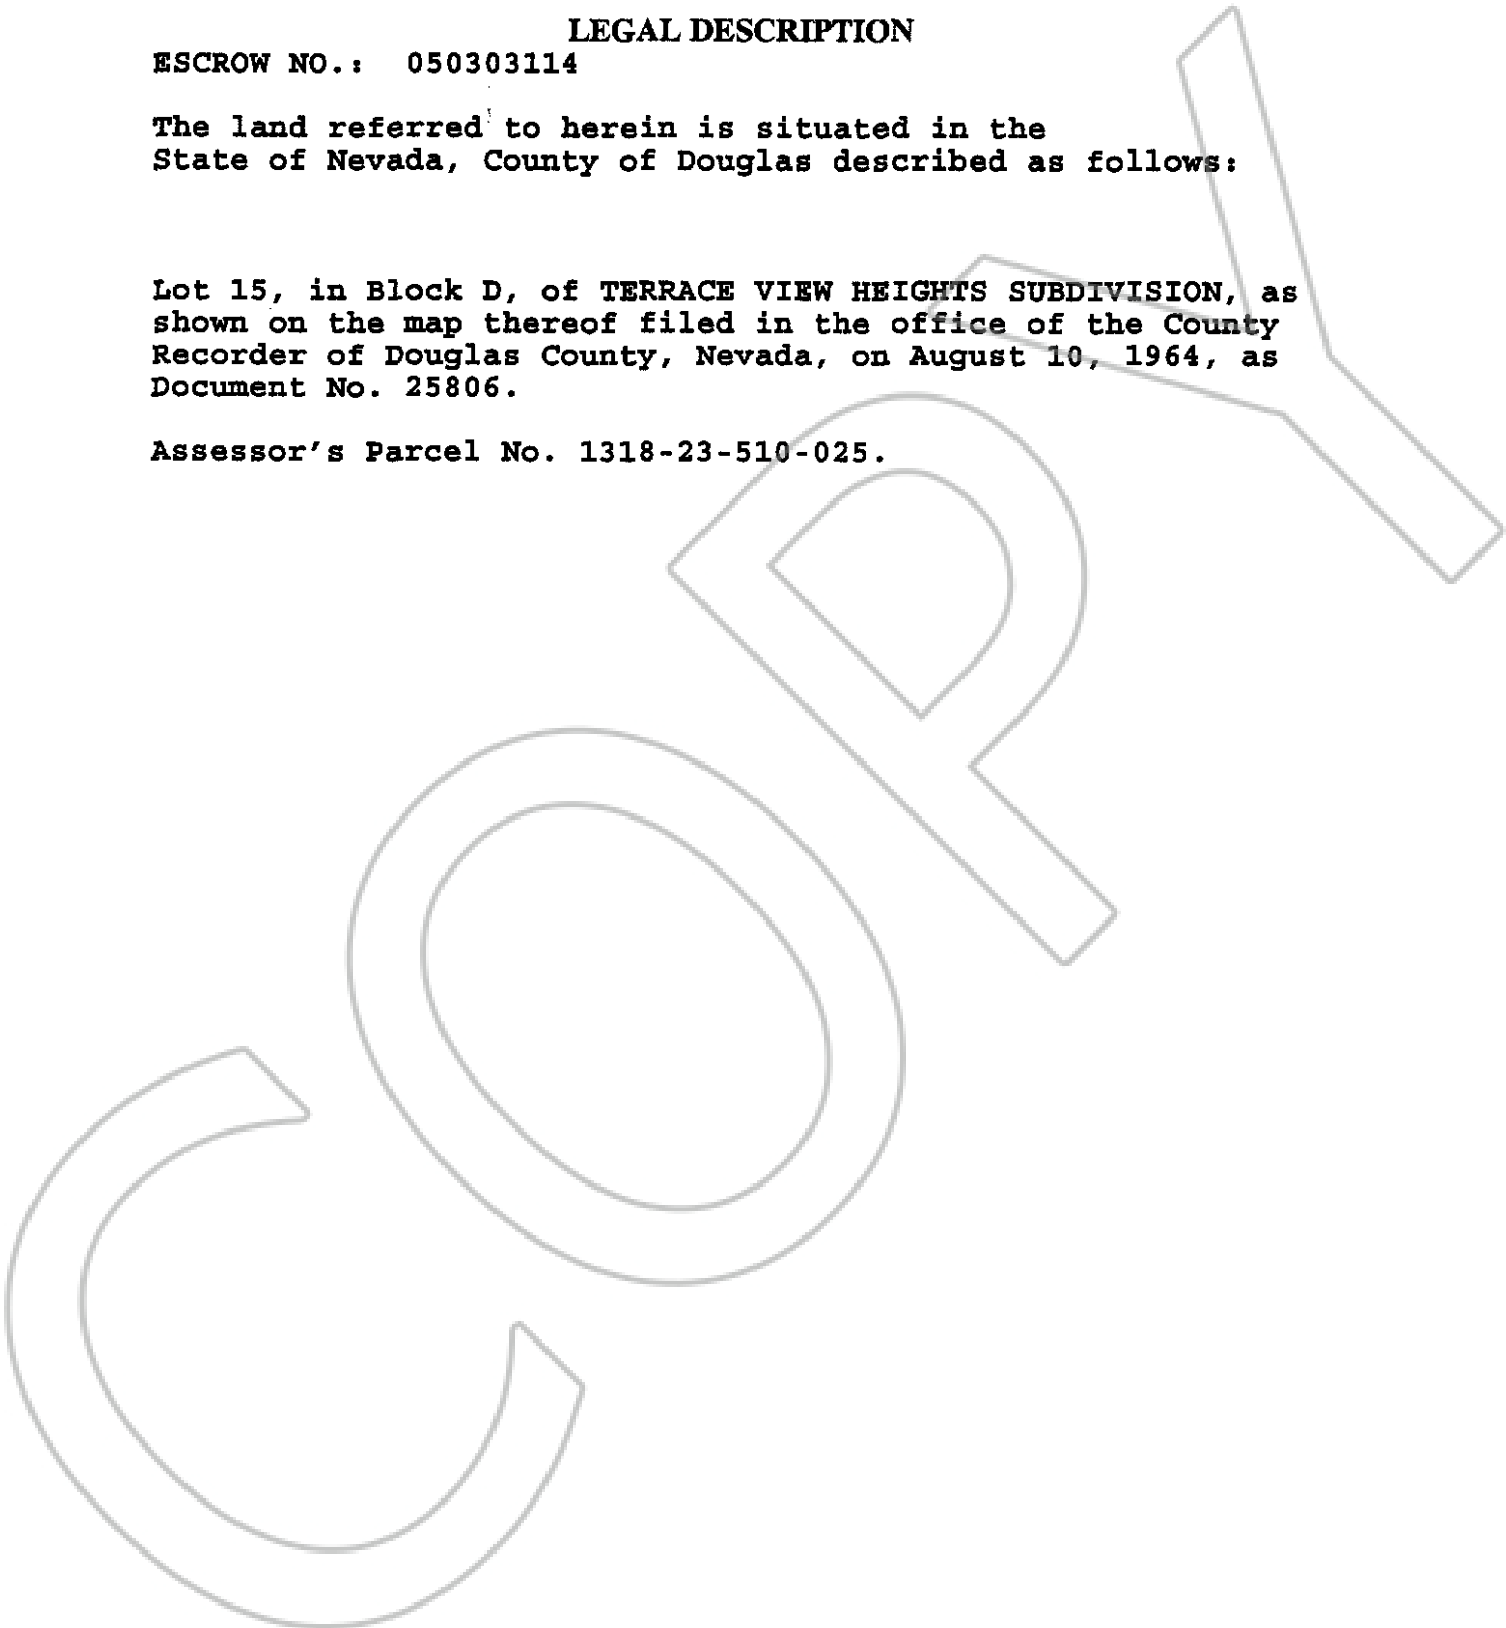 LEGAL DESCRIPTION
ESCROW NO.: 050303114
The land referred to herein is situated in the
State of Nevada, County of Douglas described as follows:
Lot 15, in Block D, of TERRACE VIEW HEIGHTS SUBDIVISION, as
shown on the map thereof filed in the office of the County
Recorder of Douglas County, Nevada, on August 10, 1964, as
Document No. 25806.
Assessor's Parcel No. 1318-23-510-025.
COPY